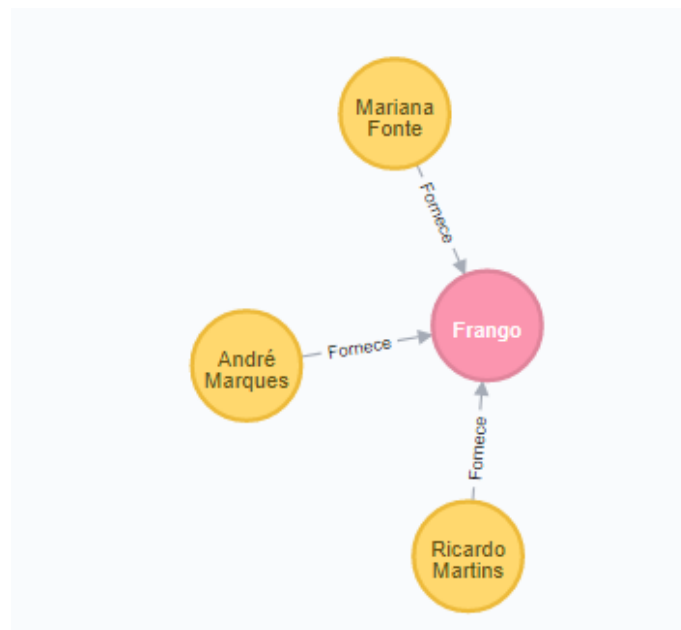 Mariana
Fonte
Fornece
Frango
André
Marques
Fornece
Fornece
Ricardo
Martins